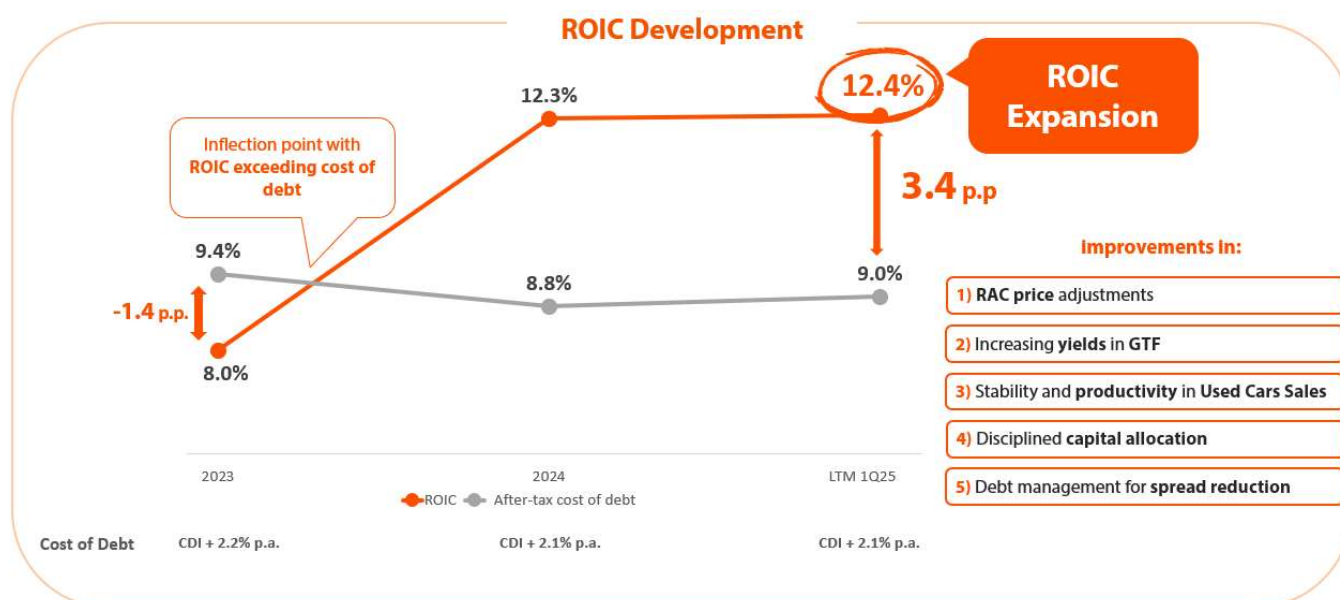 ROIC Development
12.3%
12.4%
ROIC
Expansion
Inflection point with
ROIC exceeding cost of
debt
3.4 p.p
9.4%
8.8%
9.0%
-1.4 p.p.
8.0%
Improvements in:
1) RAC price adjustments
2) Increasing yields in GTF
3) Stability and productivity in Used Cars Sales
4) Disciplined capital allocation
5) Debt management for spread reduction
2023
2024
LTM 1Q25
ROIC After-tax cost of debt
Cost of Debt CDI + 2.2% p.a. CDI + 2.1% p.a. CDI + 2.1% p.a.